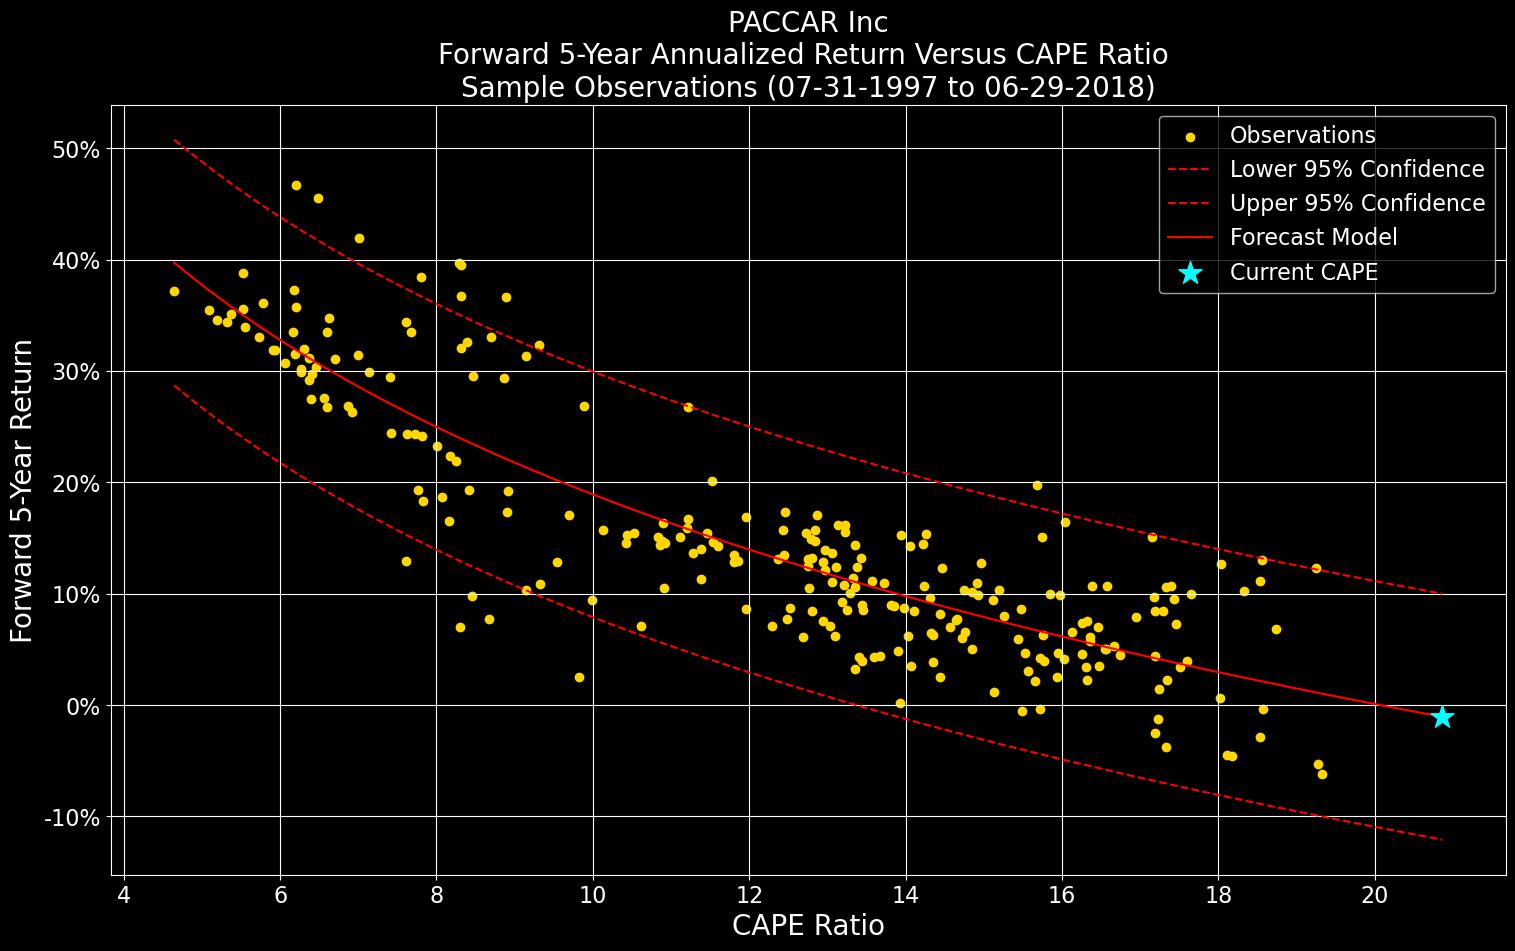 PACCAR Inc
Forward 5-Year Annualized Return Versus CAPE Ratio
Sample Observations (07-31-1997 to 06-29-2018)
Observations
Lower 95% Confidence
Upper 95% Confidence
Forecast Model
Current CAPE
Forward 5-Year Return
50%
40%
30%
20%
10%
0%
-10%
4 6 8 10 12 14 16 18 20
CAPE Ratio